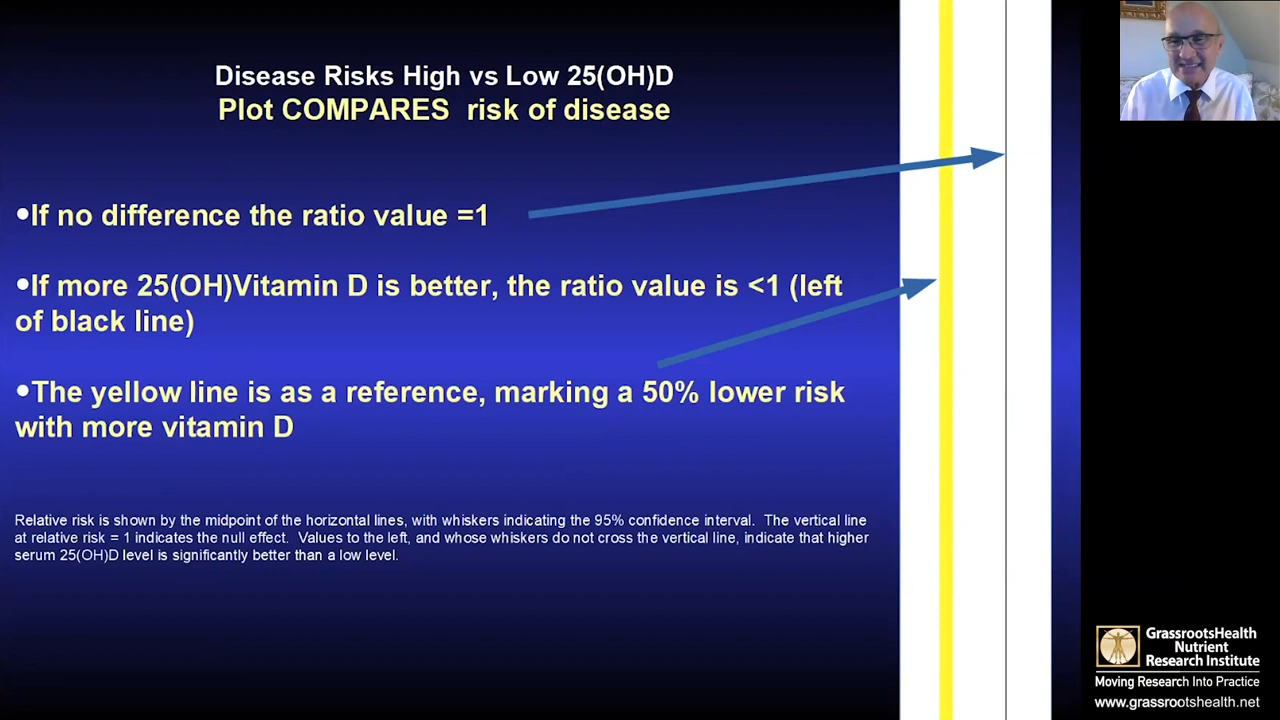 Disease Risks High vs Low 25(OH)D
Plot COMPARES risk of disease
•If no difference the ratio value =1
•If more 25(OH)Vitamin D is better, the ratio value is <1 (left
of black line)
•The yellow line is as a reference, marking a 50% lower risk
with more vitamin D
Relative risk is shown by the midpoint of the horizontal lines, with whiskers indicating the 95% confidence interval. The vertical line
at relative risk = 1 indicates the null effect. Values to the left, and whose whiskers do not cross the vertical line, indicate that higher
serum 25(OH)D level is significantly better than a low level.
GrassrootsHealth
Nutrient
Research Institute
Moving Research Into Practice
www.grassrootshealth.net